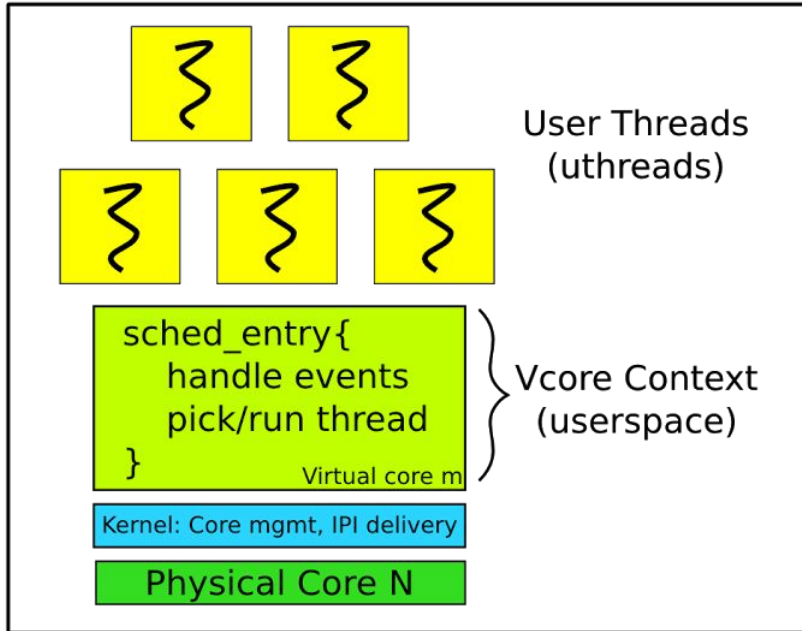 User Threads
(uthreads)
sched_entry{
handle events
pick/run thread
}
Virtual core m
Vcore Context
(userspace)
Kernel: Core mgmt, IPI delivery
Physical Core N